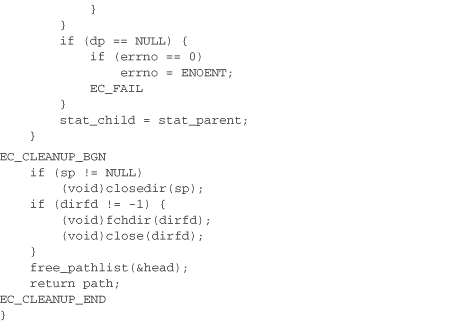 }
        }
        if (dp == NULL) {
            if (errno == 0)
                errno = ENOENT;
            EC_FAIL
        }
        stat_child = stat_parent;
    }
EC_CLEANUP_BGN
    if (sp != NULL)
        (void)closedir(sp);
    if (dirfd != -1) {
        (void)fchdir(dirfd);
        (void)close(dirfd);
    }
    free_pathlist(&head);
    return path;
EC_CLEANUP_END
}